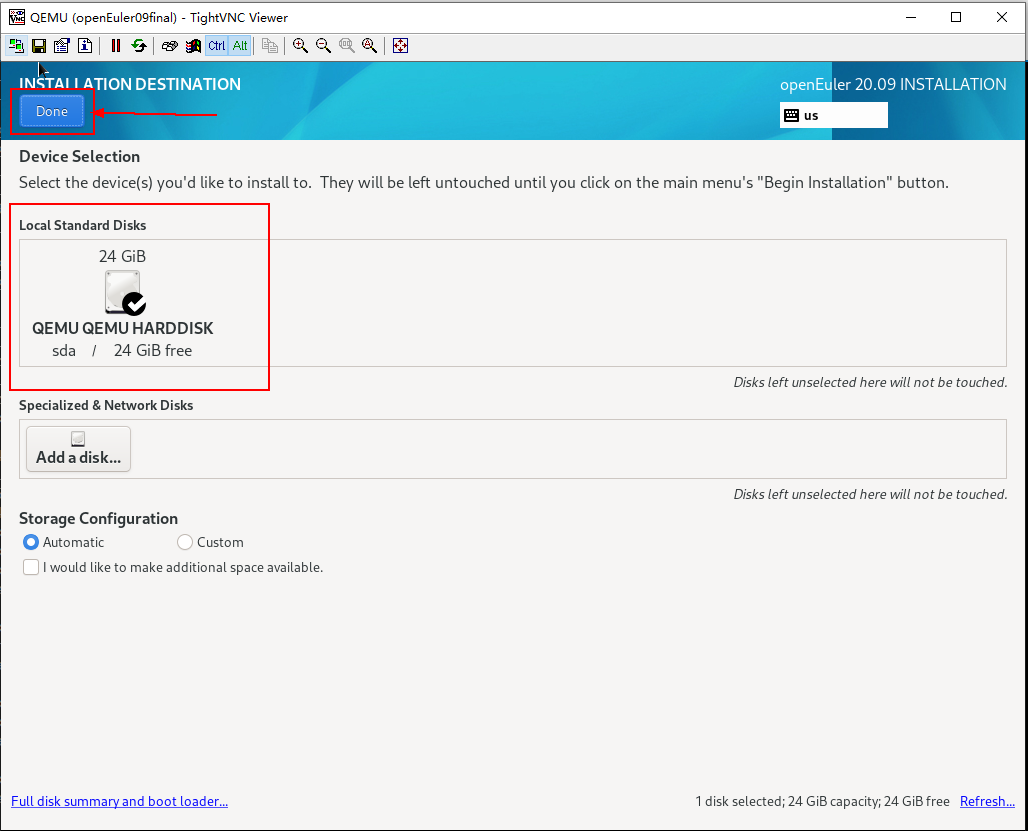 QEMU (openEuler09final) - TightVNC Viewer
Ctrl Alt
INSTALLATION DESTINATION
openEuler 20.09 INSTALLATION
Done
us
Device Selection
Select the device(s) you'd like to install to.  They will be left untouched until you click on the main menu's "Begin Installation" button.
Local Standard Disks
24 GiB
QEMU QEMU HARDDISK
sda / 24 GiB free
Disks left unselected here will not be touched.
Specialized & Network Disks
Add a disk...
Disks left unselected here will not be touched.
Storage Configuration
Automatic Custom
I would like to make additional space available.
Full disk summary and boot loader...
1 disk selected; 24 GiB capacity; 24 GiB free Refresh...